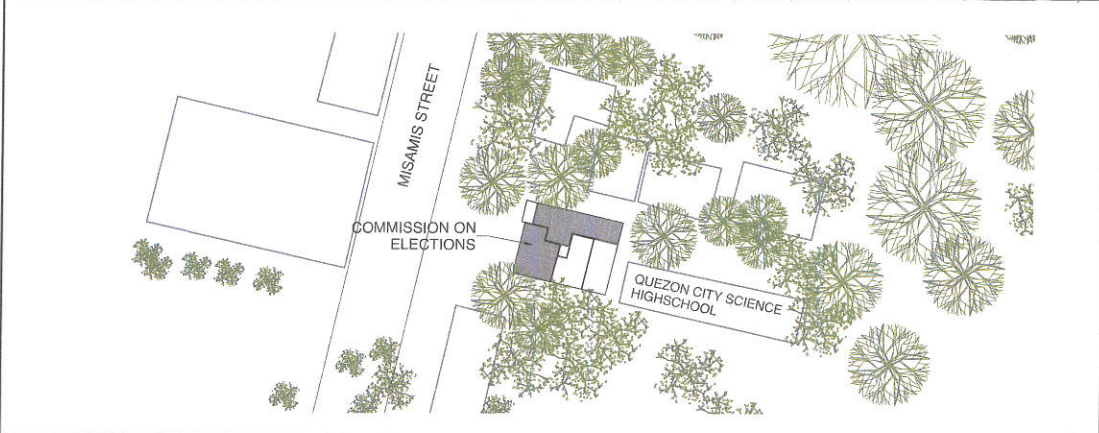 MISAMIS STREET
COMMISSION ON
ELECTIONS
QUEZON CITY SCIENCE
HIGHSCHOOL